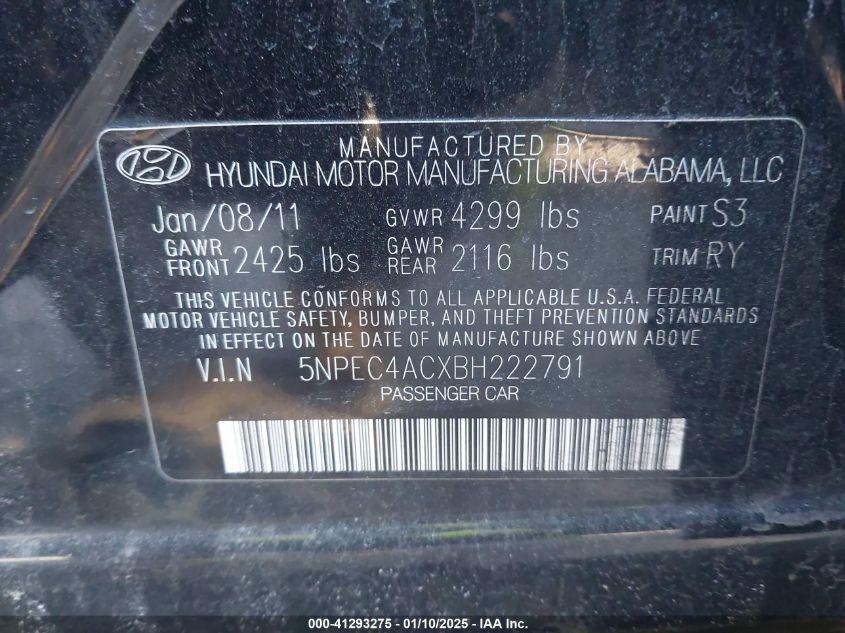 MANUFACTURED BY
HYUNDAI MOTOR MANUFACTURING ALABAMA, LLC
Jan/08/11 GVWR 4299 lbs PAINT S3
GAWR FRONT 2425 lbs GAWR REAR 2116 lbs TRIM RY
THIS VEHICLE CONFORMS TO ALL APPLICABLE U.S.A. FEDERAL
MOTOR VEHICLE SAFETY, BUMPER, AND THEFT PREVENTION STANDARDS
IN EFFECT ON THE DATE OF MANUFACTURE SHOWN ABOVE.
V.I.N 5NPEC4ACXBH222791
PASSENGER CAR
000-41293275 - 01/10/2025 - IAA Inc.